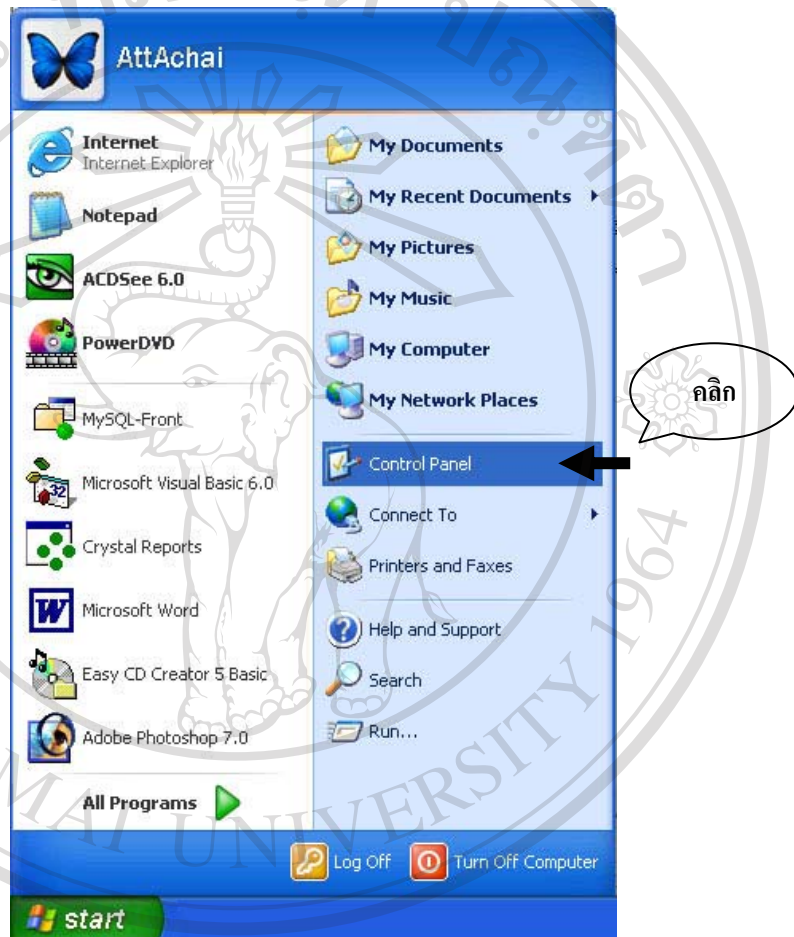 AttAchai
Internet
Internet Explorer
Notepad
ACDSee 6.0
PowerDVD
MySQL-Front
Microsoft Visual Basic 6.0
Crystal Reports
Microsoft Word
Easy CD Creator 5 Basic
Adobe Photoshop 7.0
All Programs
My Documents
My Recent Documents
My Pictures
My Music
My Computer
My Network Places
Control Panel
Connect To
Printers and Faxes
Help and Support
Search
Run...
คลิก
Log Off
Turn Off Computer
start
MAI UNIVERSITY 1964